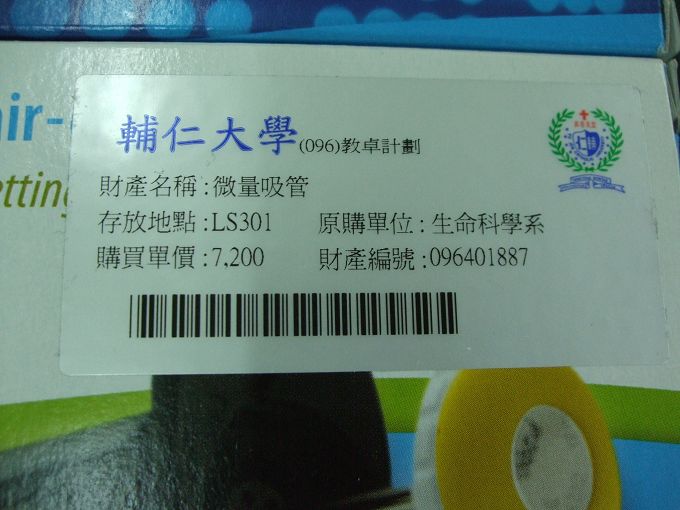 輔仁大學(096)教卓計劃
財產名稱:微量吸管
存放地點:LS301 原購單位:生命科學系
購買單價:7,200 財產編號:096401887